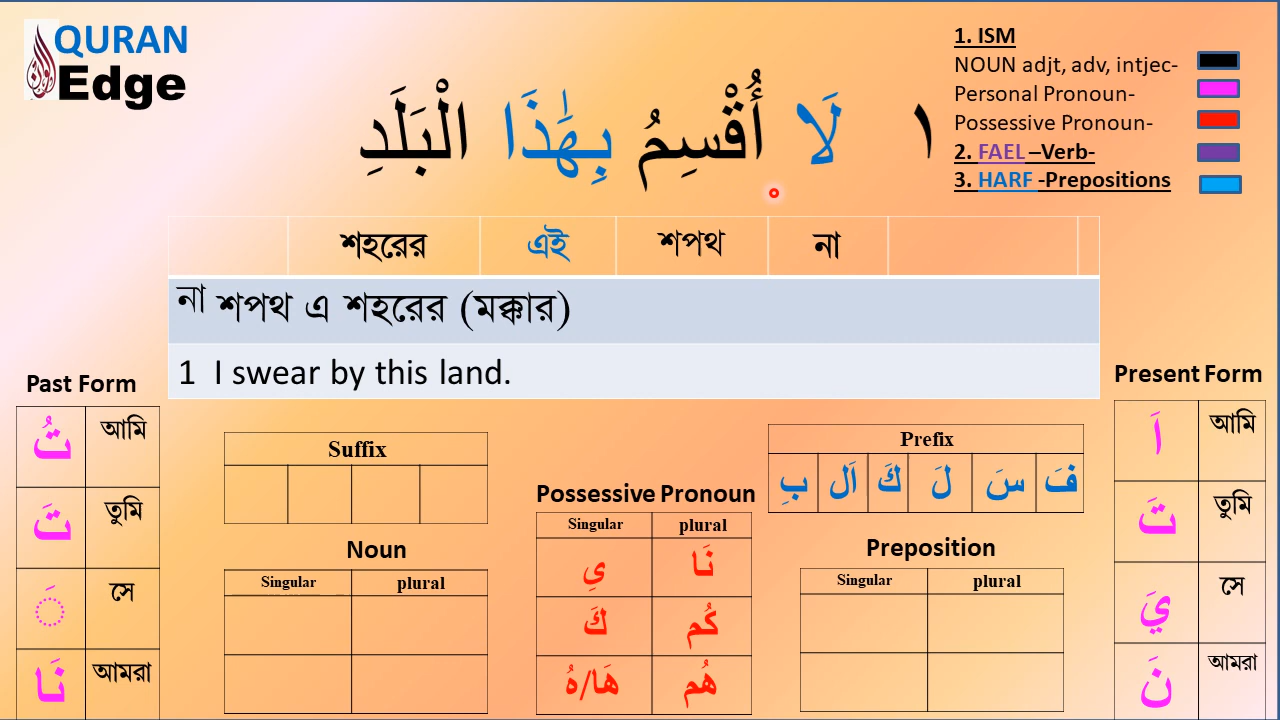 QURAN
Edge
١ لَا أُقْسِمُ بِهَٰذَا الْبَلَدِ
1. ISM
NOUN adjt, adv, intjec-
Personal Pronoun-
Possessive Pronoun-
2. FAEL –Verb-
3. HARF -Prepositions
শহরের এই শপথ না
না শপথ এ শহরের (মক্কার)
1 I swear by this land.
Past Form
تُ আমি
تَ তুমি
َ সে
نَا আমরা
Suffix
Noun
Singular plural
Possessive Pronoun
Singular plural
يِ نَا
كَ كُم
هَا/هُ هُم
Prefix
بِ اَل كَ لَ سَ فَ
Preposition
Singular plural
Present Form
اَ আমি
تَ তুমি
يَ সে
نَ আমরা